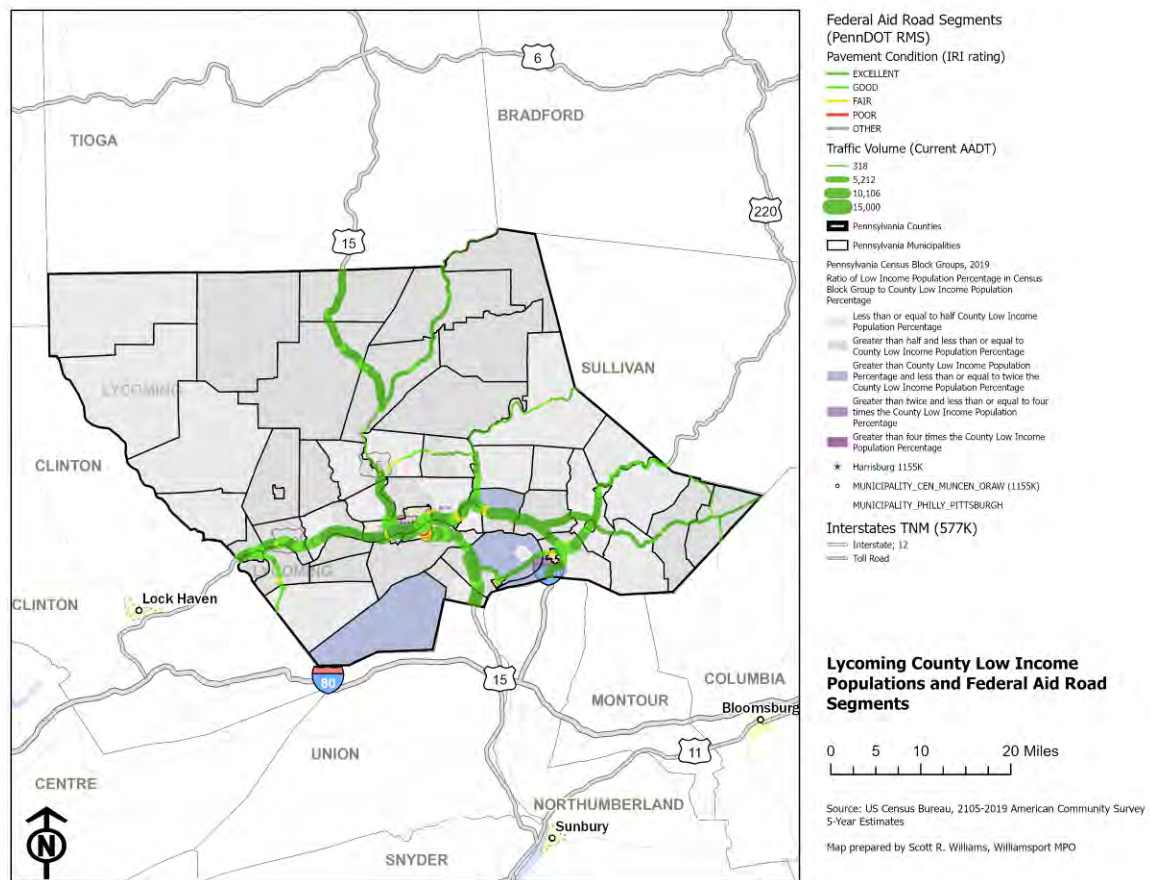 6
BRADFORD
TIOGA
220
15
SULLIVAN
LYCOMING
CLINTON
LYCOMING
CLINTON
Lock Haven
80
15
COLUMBIA
MONTOUR
Bloomsburg
UNION
11
CENTRE
NORTHUMBERLAND
Sunbury
SNYDER
N
Federal Aid Road Segments
(PennDOT RMS)
Pavement Condition (IRI rating)
EXCELLENT
GOOD
FAIR
POOR
OTHER
Traffic Volume (Current AADT)
318
5,212
10,106
15,000
Pennsylvania Counties
Pennsylvania Municipalities
Pennsylvania Census Block Groups, 2019
Ratio of Low Income Population Percentage in Census
Block Group to County Low Income Population
Percentage
Less than or equal to half County Low Income
Population Percentage
Greater than half and less than or equal to
County Low Income Population Percentage
Greater than County Low Income Population
Percentage and less than or equal to twice the
County Low Income Population Percentage
Greater than twice and less than or equal to four
times the County Low Income Population
Percentage
Greater than four times the County Low Income
Population Percentage
Harrisburg 1155K
MUNICIPALITY_CEN_MUNCEN_ORAW (1155K)
MUNICIPALITY_PHILLY_PITTSBURGH
Interstates TNM (577K)
Interstate; 12
Toll Road
Lycoming County Low Income
Populations and Federal Aid Road
Segments
0 5 10 20 Miles
Source: US Census Bureau, 2105-2019 American Community Survey
5-Year Estimates
Map prepared by Scott R. Williams, Williamsport MPO